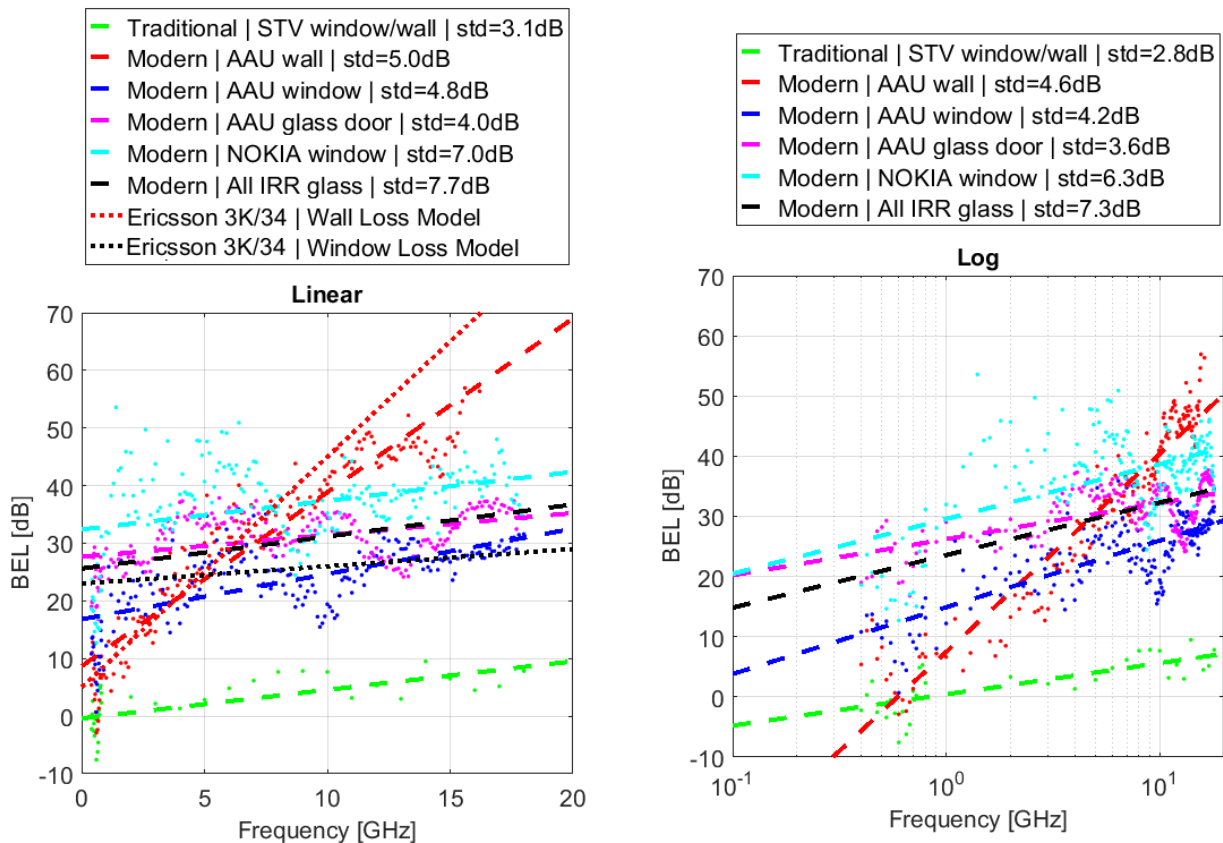 Traditional | STV window/wall | std=3.1dB
Modern | AAU wall | std=5.0dB
Modern | AAU window | std=4.8dB
Modern | AAU glass door | std=4.0dB
Modern | NOKIA window | std=7.0dB
Modern | All IRR glass | std=7.7dB
Ericsson 3K/34 | Wall Loss Model
Ericsson 3K/34 | Window Loss Model
Linear
70
60
50
40
30
20
10
0
-10
BEL [dB]
0 5 10 15 20
Frequency [GHz]
Traditional | STV window/wall | std=2.8dB
Modern | AAU wall | std=4.6dB
Modern | AAU window | std=4.2dB
Modern | AAU glass door | std=3.6dB
Modern | NOKIA window | std=6.3dB
Modern | All IRR glass | std=7.3dB
Log
70
60
50
40
30
20
10
0
-10
BEL [dB]
10⁻¹ 10⁰ 10¹
Frequency [GHz]